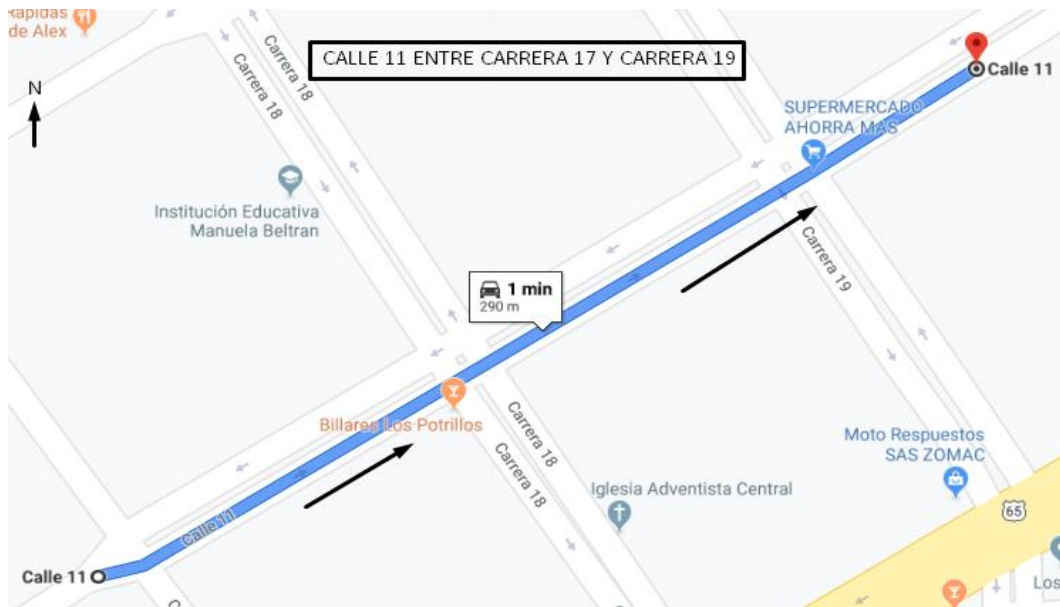 Rapidas
de Alex
Carrera 18
Carrera 18
CALLE 11 ENTRE CARRERA 17 Y CARRERA 19
Calle 11
N
SUPERMERCADO
AHORRA MAS
Institución Educativa
Manuela Beltran
Carrera 19
1 min
290 m
Billares Los Potrillos
Carrera 18
Carrera 18
Moto Respuestos
SAS ZOMAC
Iglesia Adventista Central
65
Calle 11
Calle 11
Los